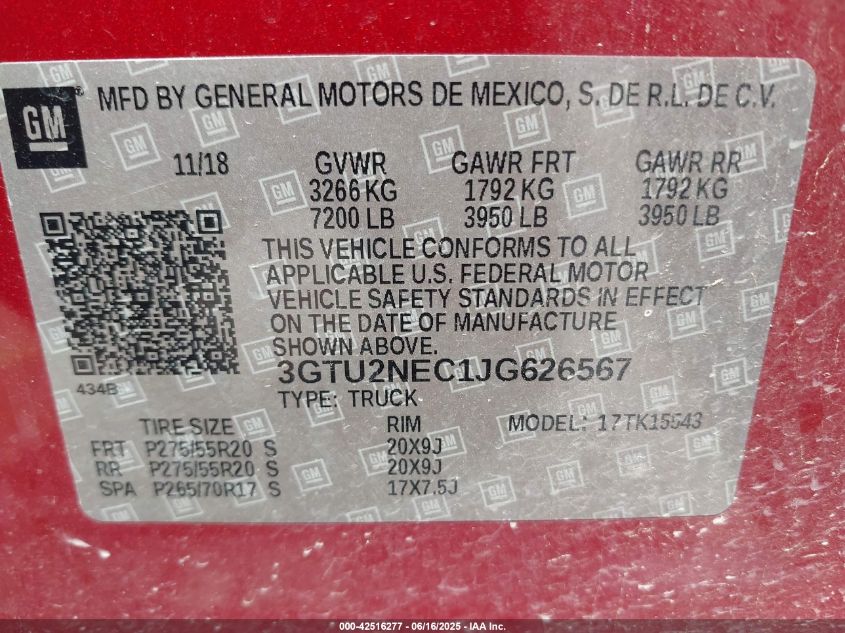 GM
MFD BY GENERAL MOTORS DE MEXICO, S. DE R.L. DE C.V.
11/18 GVWR GAWR FRT GAWR RR
3266 KG 1792 KG 1792 KG
7200 LB 3950 LB 3950 LB
THIS VEHICLE CONFORMS TO ALL
APPLICABLE U.S. FEDERAL MOTOR
VEHICLE SAFETY STANDARDS IN EFFECT
ON THE DATE OF MANUFACTURE
SHOWN ABOVE.
434B
3GTU2NEC1JG626567
TYPE: TRUCK
TIRE SIZE RIM MODEL: 17TK15543
FRT P275/55R20 S 20X9J
RR P275/55R20 S 20X9J
SPA P265/70R17 S 17X7.5J
000-42516277 - 06/16/2025 - IAA Inc.